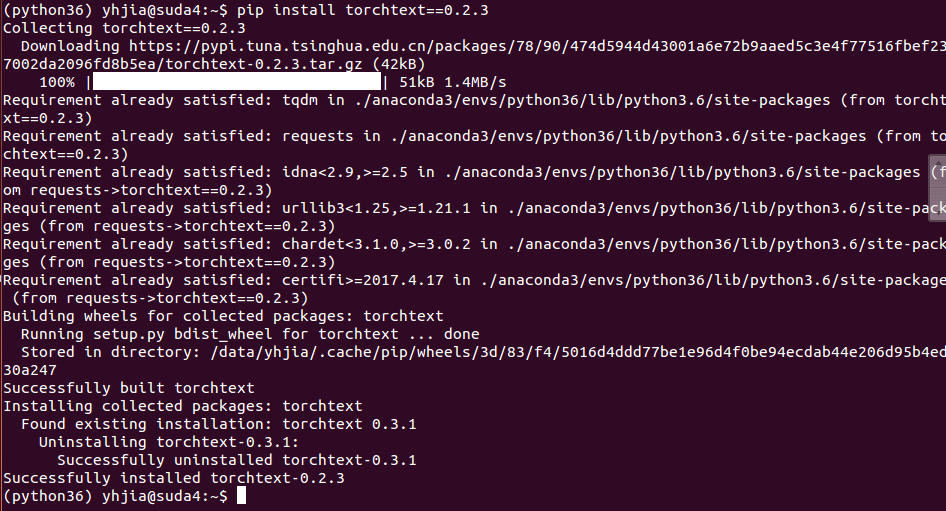 (python36) yhjia@suda4:~$ pip install torchtext==0.2.3
Collecting torchtext==0.2.3
  Downloading https://pypi.tuna.tsinghua.edu.cn/packages/78/90/474d5944d43001a6e72b9aaed5c3e4f77516fbef23
7002da2096fd8b5ea/torchtext-0.2.3.tar.gz (42kB)
    100% |████████████████████████████████| 51kB 1.4MB/s
Requirement already satisfied: tqdm in ./anaconda3/envs/python36/lib/python3.6/site-packages (from torcht
xt==0.2.3)
Requirement already satisfied: requests in ./anaconda3/envs/python36/lib/python3.6/site-packages (from to
chtext==0.2.3)
Requirement already satisfied: idna<2.9,>=2.5 in ./anaconda3/envs/python36/lib/python3.6/site-packages (f
om requests->torchtext==0.2.3)
Requirement already satisfied: urllib3<1.25,>=1.21.1 in ./anaconda3/envs/python36/lib/python3.6/site-pack
ges (from requests->torchtext==0.2.3)
Requirement already satisfied: chardet<3.1.0,>=3.0.2 in ./anaconda3/envs/python36/lib/python3.6/site-pack
ges (from requests->torchtext==0.2.3)
Requirement already satisfied: certifi>=2017.4.17 in ./anaconda3/envs/python36/lib/python3.6/site-package
 (from requests->torchtext==0.2.3)
Building wheels for collected packages: torchtext
  Running setup.py bdist_wheel for torchtext ... done
  Stored in directory: /data/yhjia/.cache/pip/wheels/3d/83/f4/5016d4ddd77be1e96d4f0be94ecdab44e206d95b4ed
30a247
Successfully built torchtext
Installing collected packages: torchtext
  Found existing installation: torchtext 0.3.1
    Uninstalling torchtext-0.3.1:
      Successfully uninstalled torchtext-0.3.1
Successfully installed torchtext-0.2.3
(python36) yhjia@suda4:~$